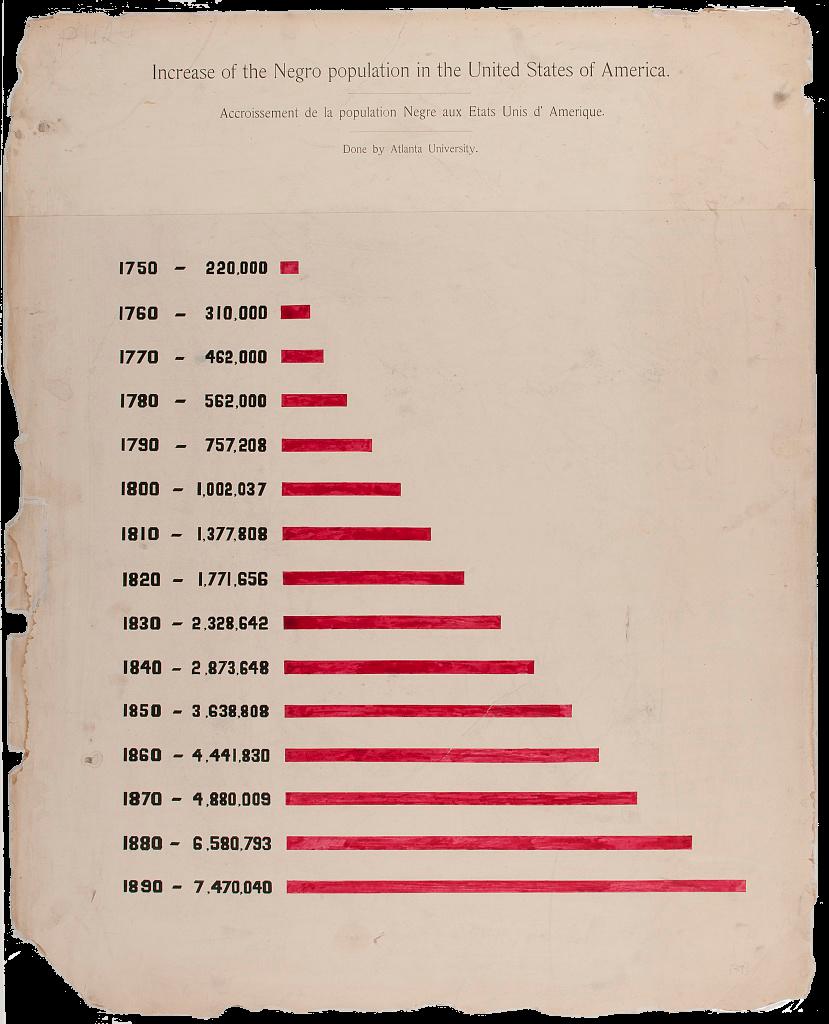 Increase of the Negro population in the United States of America.
Accroissement de la population Negre aux Etats Unis d' Amerique.
Done by Atlanta University.
1750 - 220,000
1760 - 310,000
1770 - 462,000
1780 - 562,000
1790 - 757,208
1800 - 1,002,037
1810 - 1,377,808
1820 - 1,771,656
1830 - 2,328,642
1840 - 2,873,648
1850 - 3,638,808
1860 - 4,441,830
1870 - 4,880,009
1880 - 6,580,793
1890 - 7,470,040